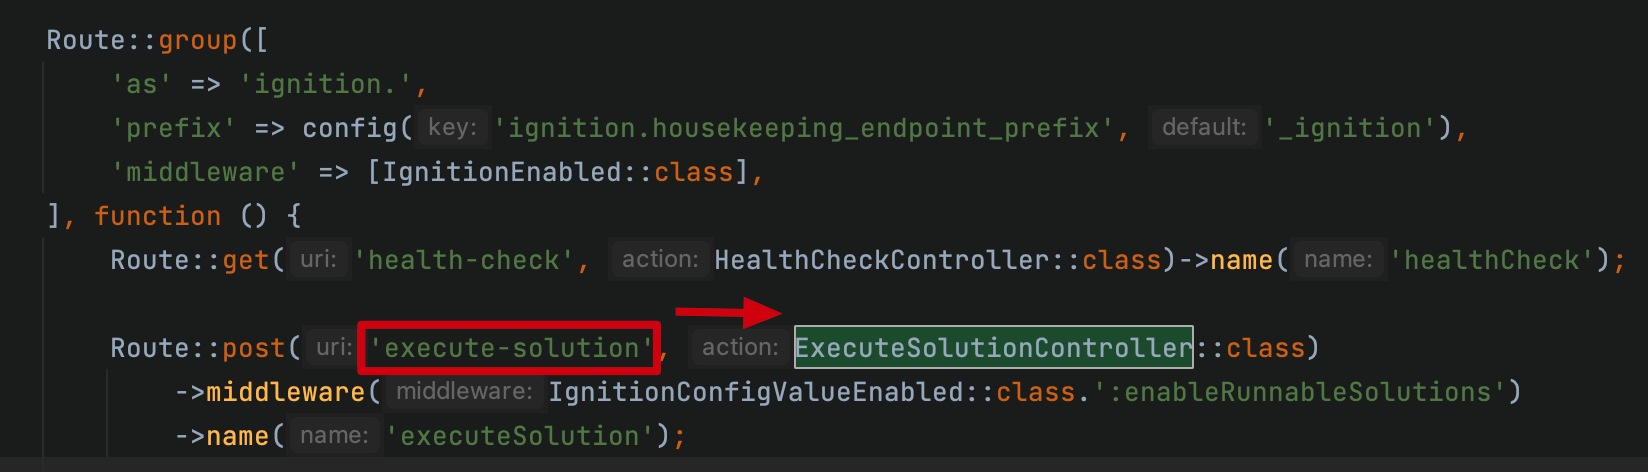 Route::group([
'as' => 'ignition.',
'prefix' => config( key: 'ignition.housekeeping_endpoint_prefix', default: '_ignition'),
'middleware' => [IgnitionEnabled::class],
], function () {
Route::get( uri: 'health-check', action: HealthCheckController::class)->name( name: 'healthCheck');
Route::post( uri: 'execute-solution', action: ExecuteSolutionController::class)
->middleware( middleware: IgnitionConfigValueEnabled::class.':enableRunnableSolutions')
->name( name: 'executeSolution');